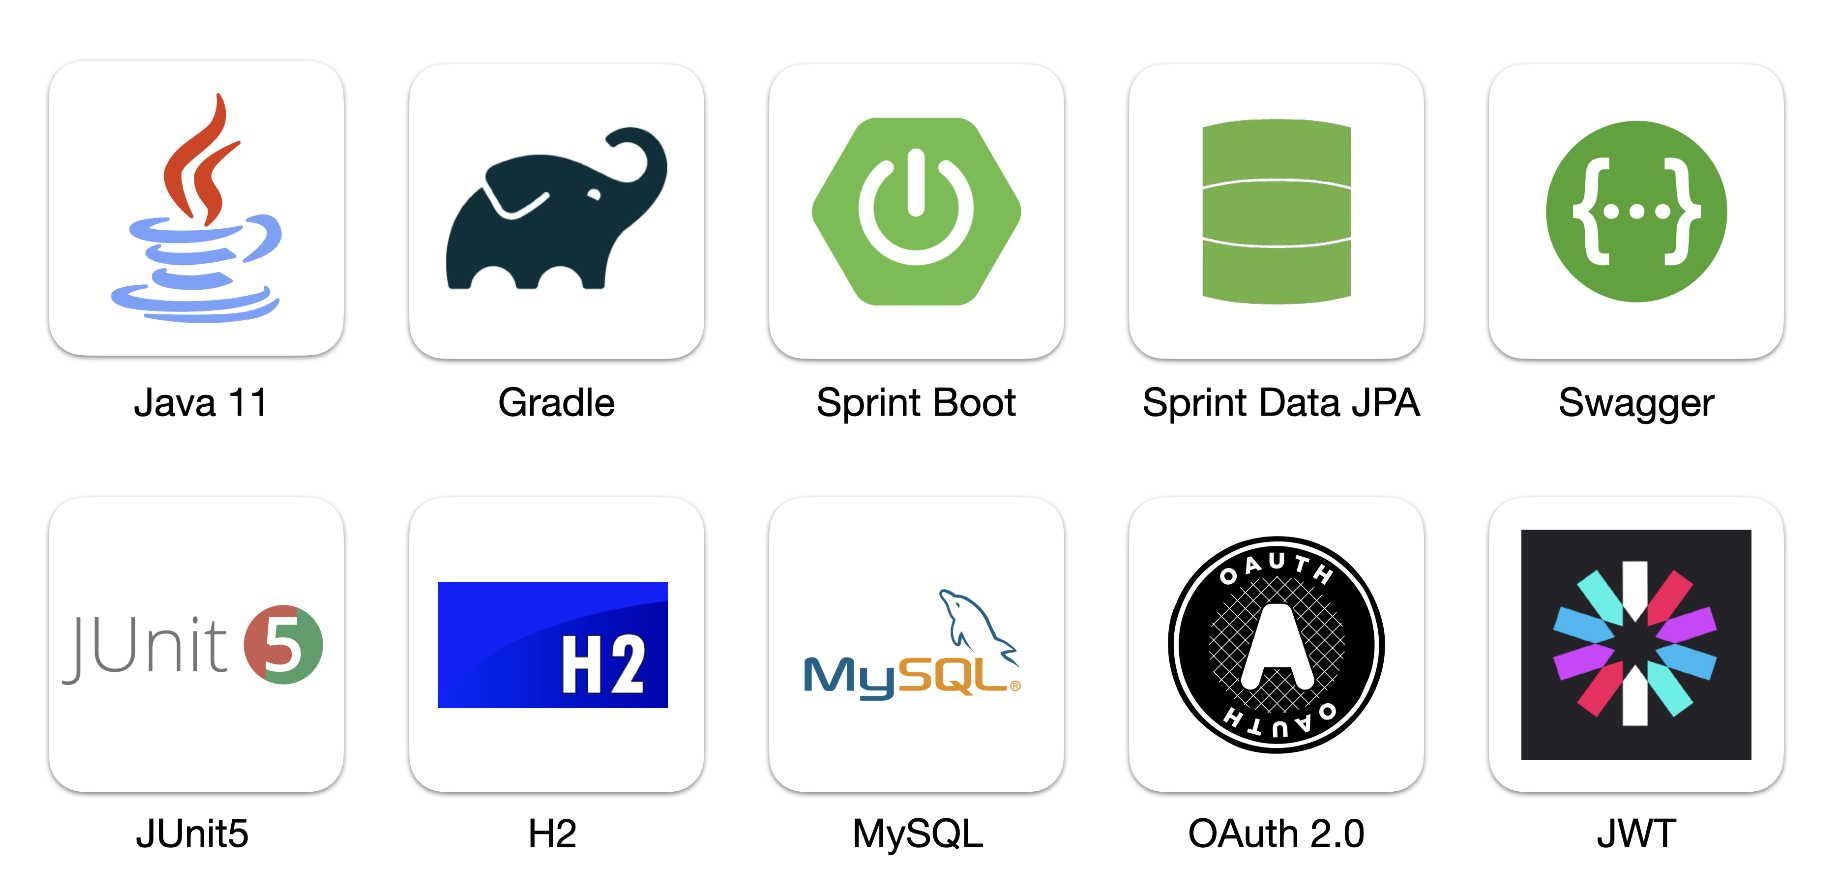 Java 11
Gradle
Sprint Boot
Sprint Data JPA
Swagger
JUnit 5
H2
MySQL®
OAUTH
A
OAUTH
JUnit5
H2
MySQL
OAuth 2.0
JWT